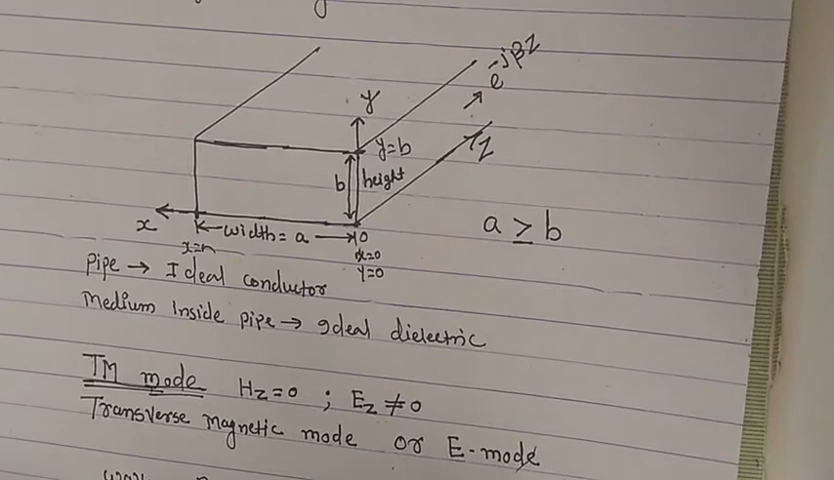 y
e^-jβz
y=b
z
b
height
x
width = a
0
x=0
y=0
a ≥ b
Pipe → Ideal conductor
Medium Inside pipe → Ideal dielectric
TM mode Hz=0 ; Ez≠0
Transverse magnetic mode or E-mode